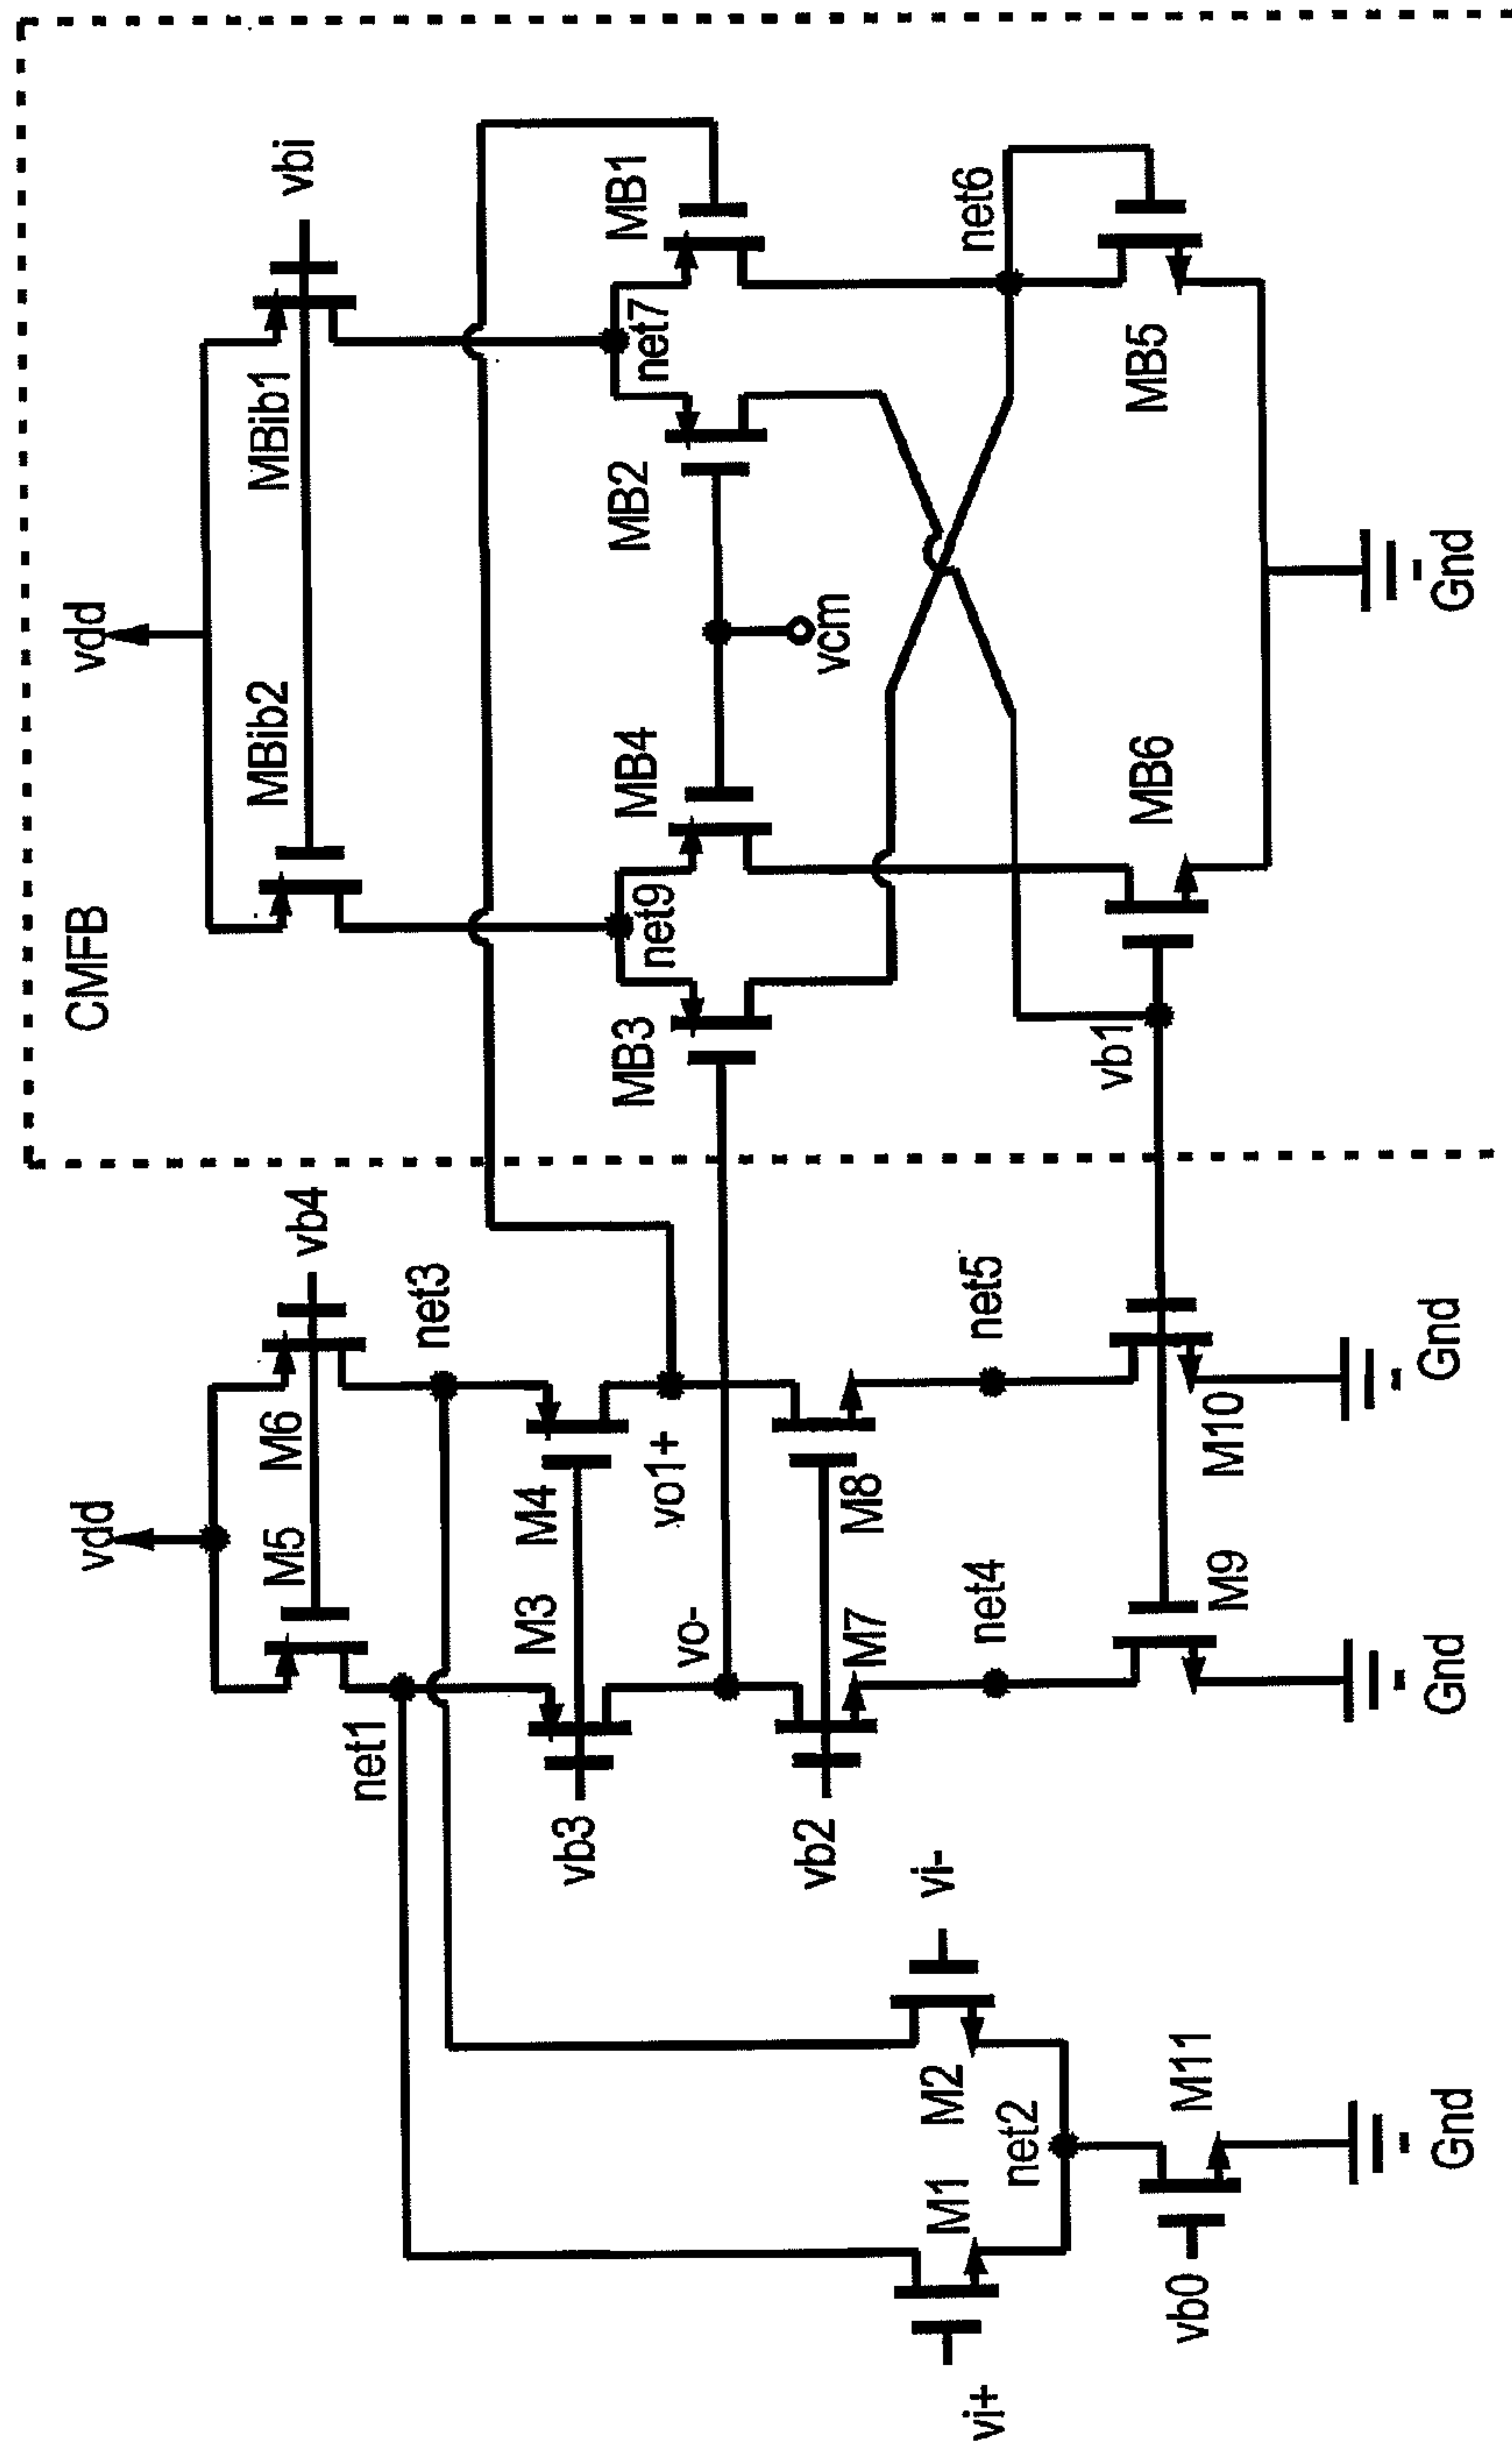 CMFB
vdd
vdd
MBib2
MBib1
vbi
vb4
M5
M6
net1
net3
vb3
M3
M4
MB3
net9
MB4
MB2
net7
MB1
vo-
vo1+
vcm
vb2
M7
M8
vi+
M1
M2
vi-
net4
net5
net6
net2
vb1
MB6
MB5
vb0
M11
M9
M10
Gnd
Gnd
Gnd
Gnd